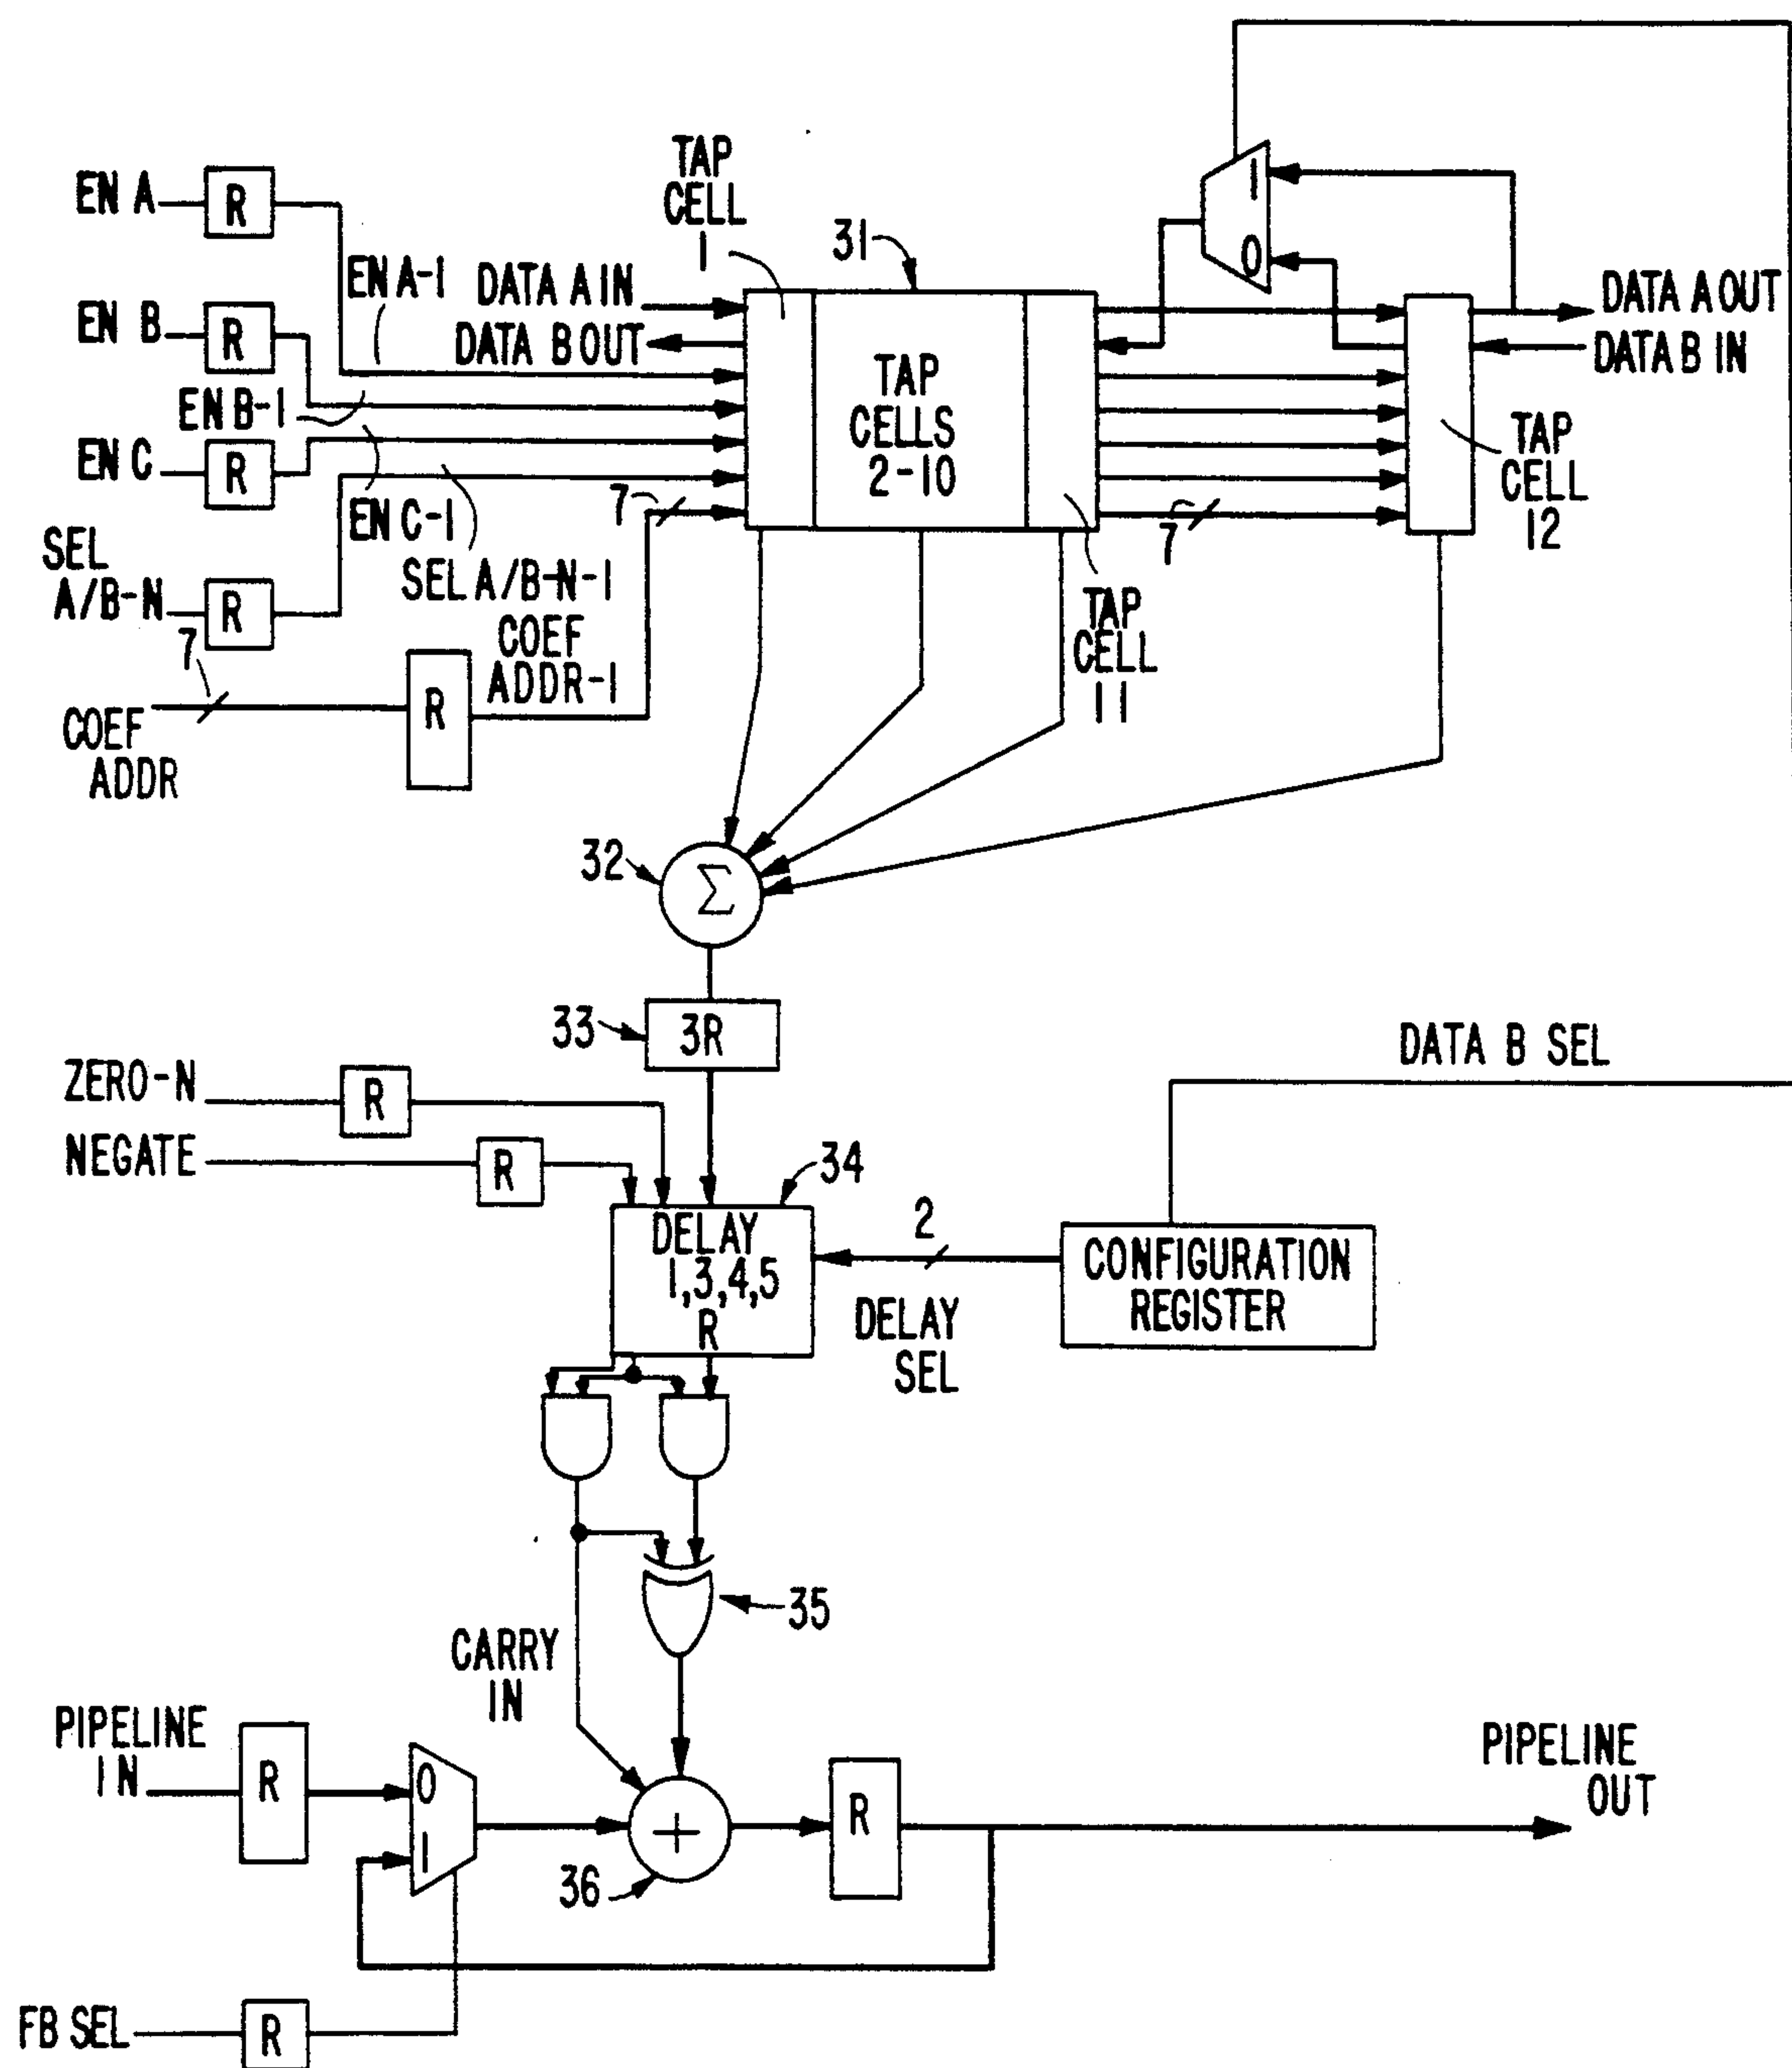 TAP
CELL
1
EN A
R
1
31
EN A-1
DATA A IN
0
DATA A OUT
EN B
R
DATA B OUT
DATA B IN
TAP
CELLS
2-10
EN B-1
TAP
CELL
12
EN C
R
7
EN C-1
7
SEL
A/B-N
R
SEL A/B-N-1
7
COEF
ADDR-1
TAP
CELL
11
COEF
ADDR
R
32
Σ
33
3R
DATA B SEL
ZERO-N
R
NEGATE
R
34
DELAY
1,3,4,5
R
2
DELAY
SEL
CONFIGURATION
REGISTER
35
CARRY
IN
PIPELINE
IN
R
0
1
+
36
R
PIPELINE
OUT
FB SEL
R